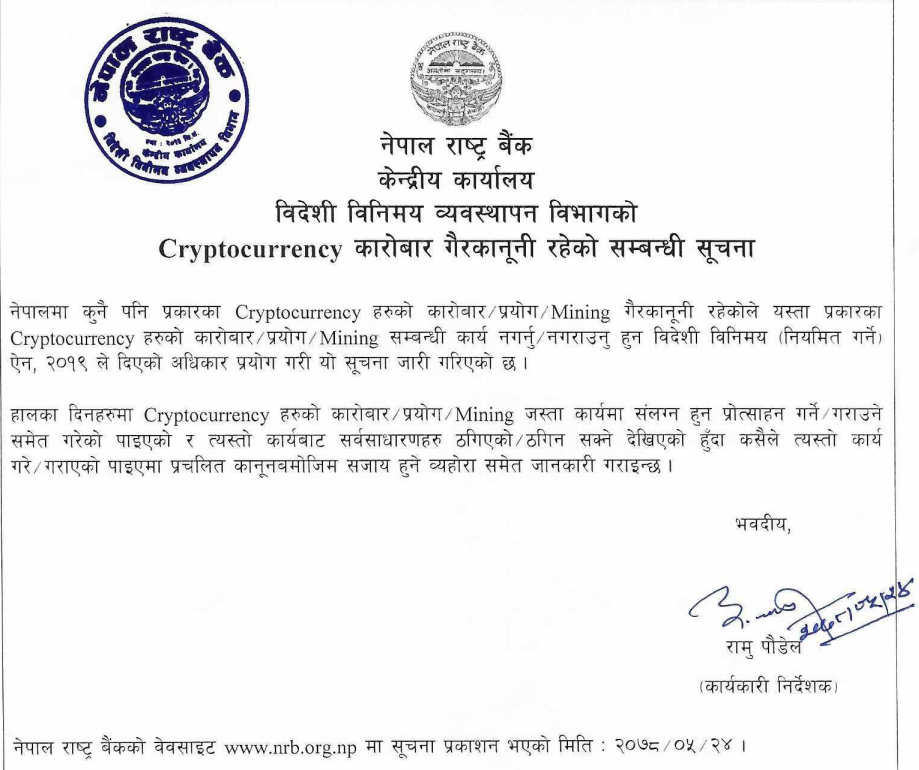 नेपाल राष्ट्र बैंक
विदेशी विनिमय व्यवस्थापन विभाग
केन्द्रीय कार्यालय
नेपाल राष्ट्र बैंक
नेपाल राष्ट्र बैंक
केन्द्रीय कार्यालय
विदेशी विनिमय व्यवस्थापन विभागको
Cryptocurrency कारोबार गैरकानूनी रहेको सम्बन्धी सूचना
नेपालमा कुनै पनि प्रकारका Cryptocurrency हरुको कारोबार/प्रयोग/Mining गैरकानूनी रहेकोले यस्ता प्रकारका
Cryptocurrency हरुको कारोबार/प्रयोग/Mining सम्बन्धी कार्य नगर्नु/नगराउनु हुन विदेशी विनिमय (नियमित गर्ने)
ऐन, २०१९ ले दिएको अधिकार प्रयोग गरी यो सूचना जारी गरिएको छ ।
हालका दिनहरुमा Cryptocurrency हरुको कारोबार/प्रयोग/Mining जस्ता कार्यमा संलग्न हुन प्रोत्साहन गर्ने/गराउने
समेत गरेको पाइएको र त्यस्तो कार्यबाट सर्वसाधारणहरु ठगिएको/ठगिन सक्ने देखिएको हुँदा कसैले त्यस्तो कार्य
गरे/गराएको पाइएमा प्रचलित कानूनबमोजिम सजाय हुने व्यहोरा समेत जानकारी गराइन्छ ।
भवदीय,
२०७८/०५/२४
रामु पौडेल
(कार्यकारी निर्देशक)
नेपाल राष्ट्र बैंकको वेवसाइट www.nrb.org.np मा सूचना प्रकाशन भएको मिति : २०७८/०५/२४ ।